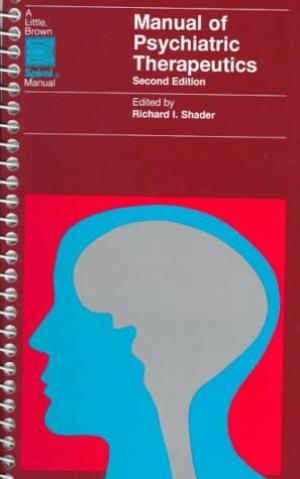 A
Little,
Brown
Spiral®
Manual
Manual of
Psychiatric
Therapeutics
Second Edition
Edited by
Richard I. Shader